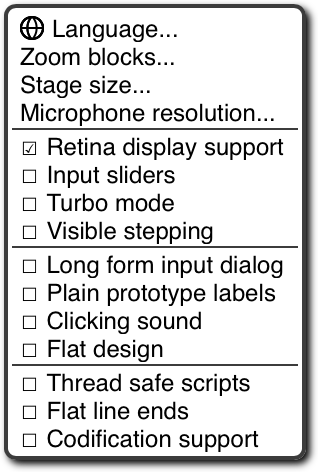 Language...
Zoom blocks...
Stage size...
Microphone resolution...
Retina display support
Input sliders
Turbo mode
Visible stepping
Long form input dialog
Plain prototype labels
Clicking sound
Flat design
Thread safe scripts
Flat line ends
Codification support